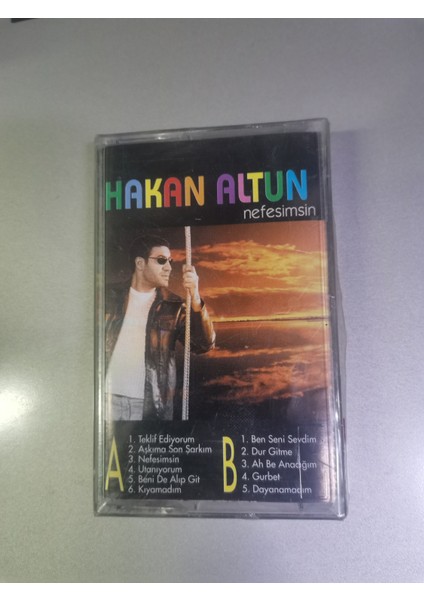 HAKAN ALTUN
nefesimsin
A
1. Teklif Ediyorum
2. Aşkıma Son Şarkım
3. Nefesimsin
4. Utanıyorum
5. Beni De Alıp Git
6. Kıyamadım
B
1. Ben Seni Sevdim
2. Dur Gitme
3. Ah Be Anacığım
4. Gurbet
5. Dayanamadım